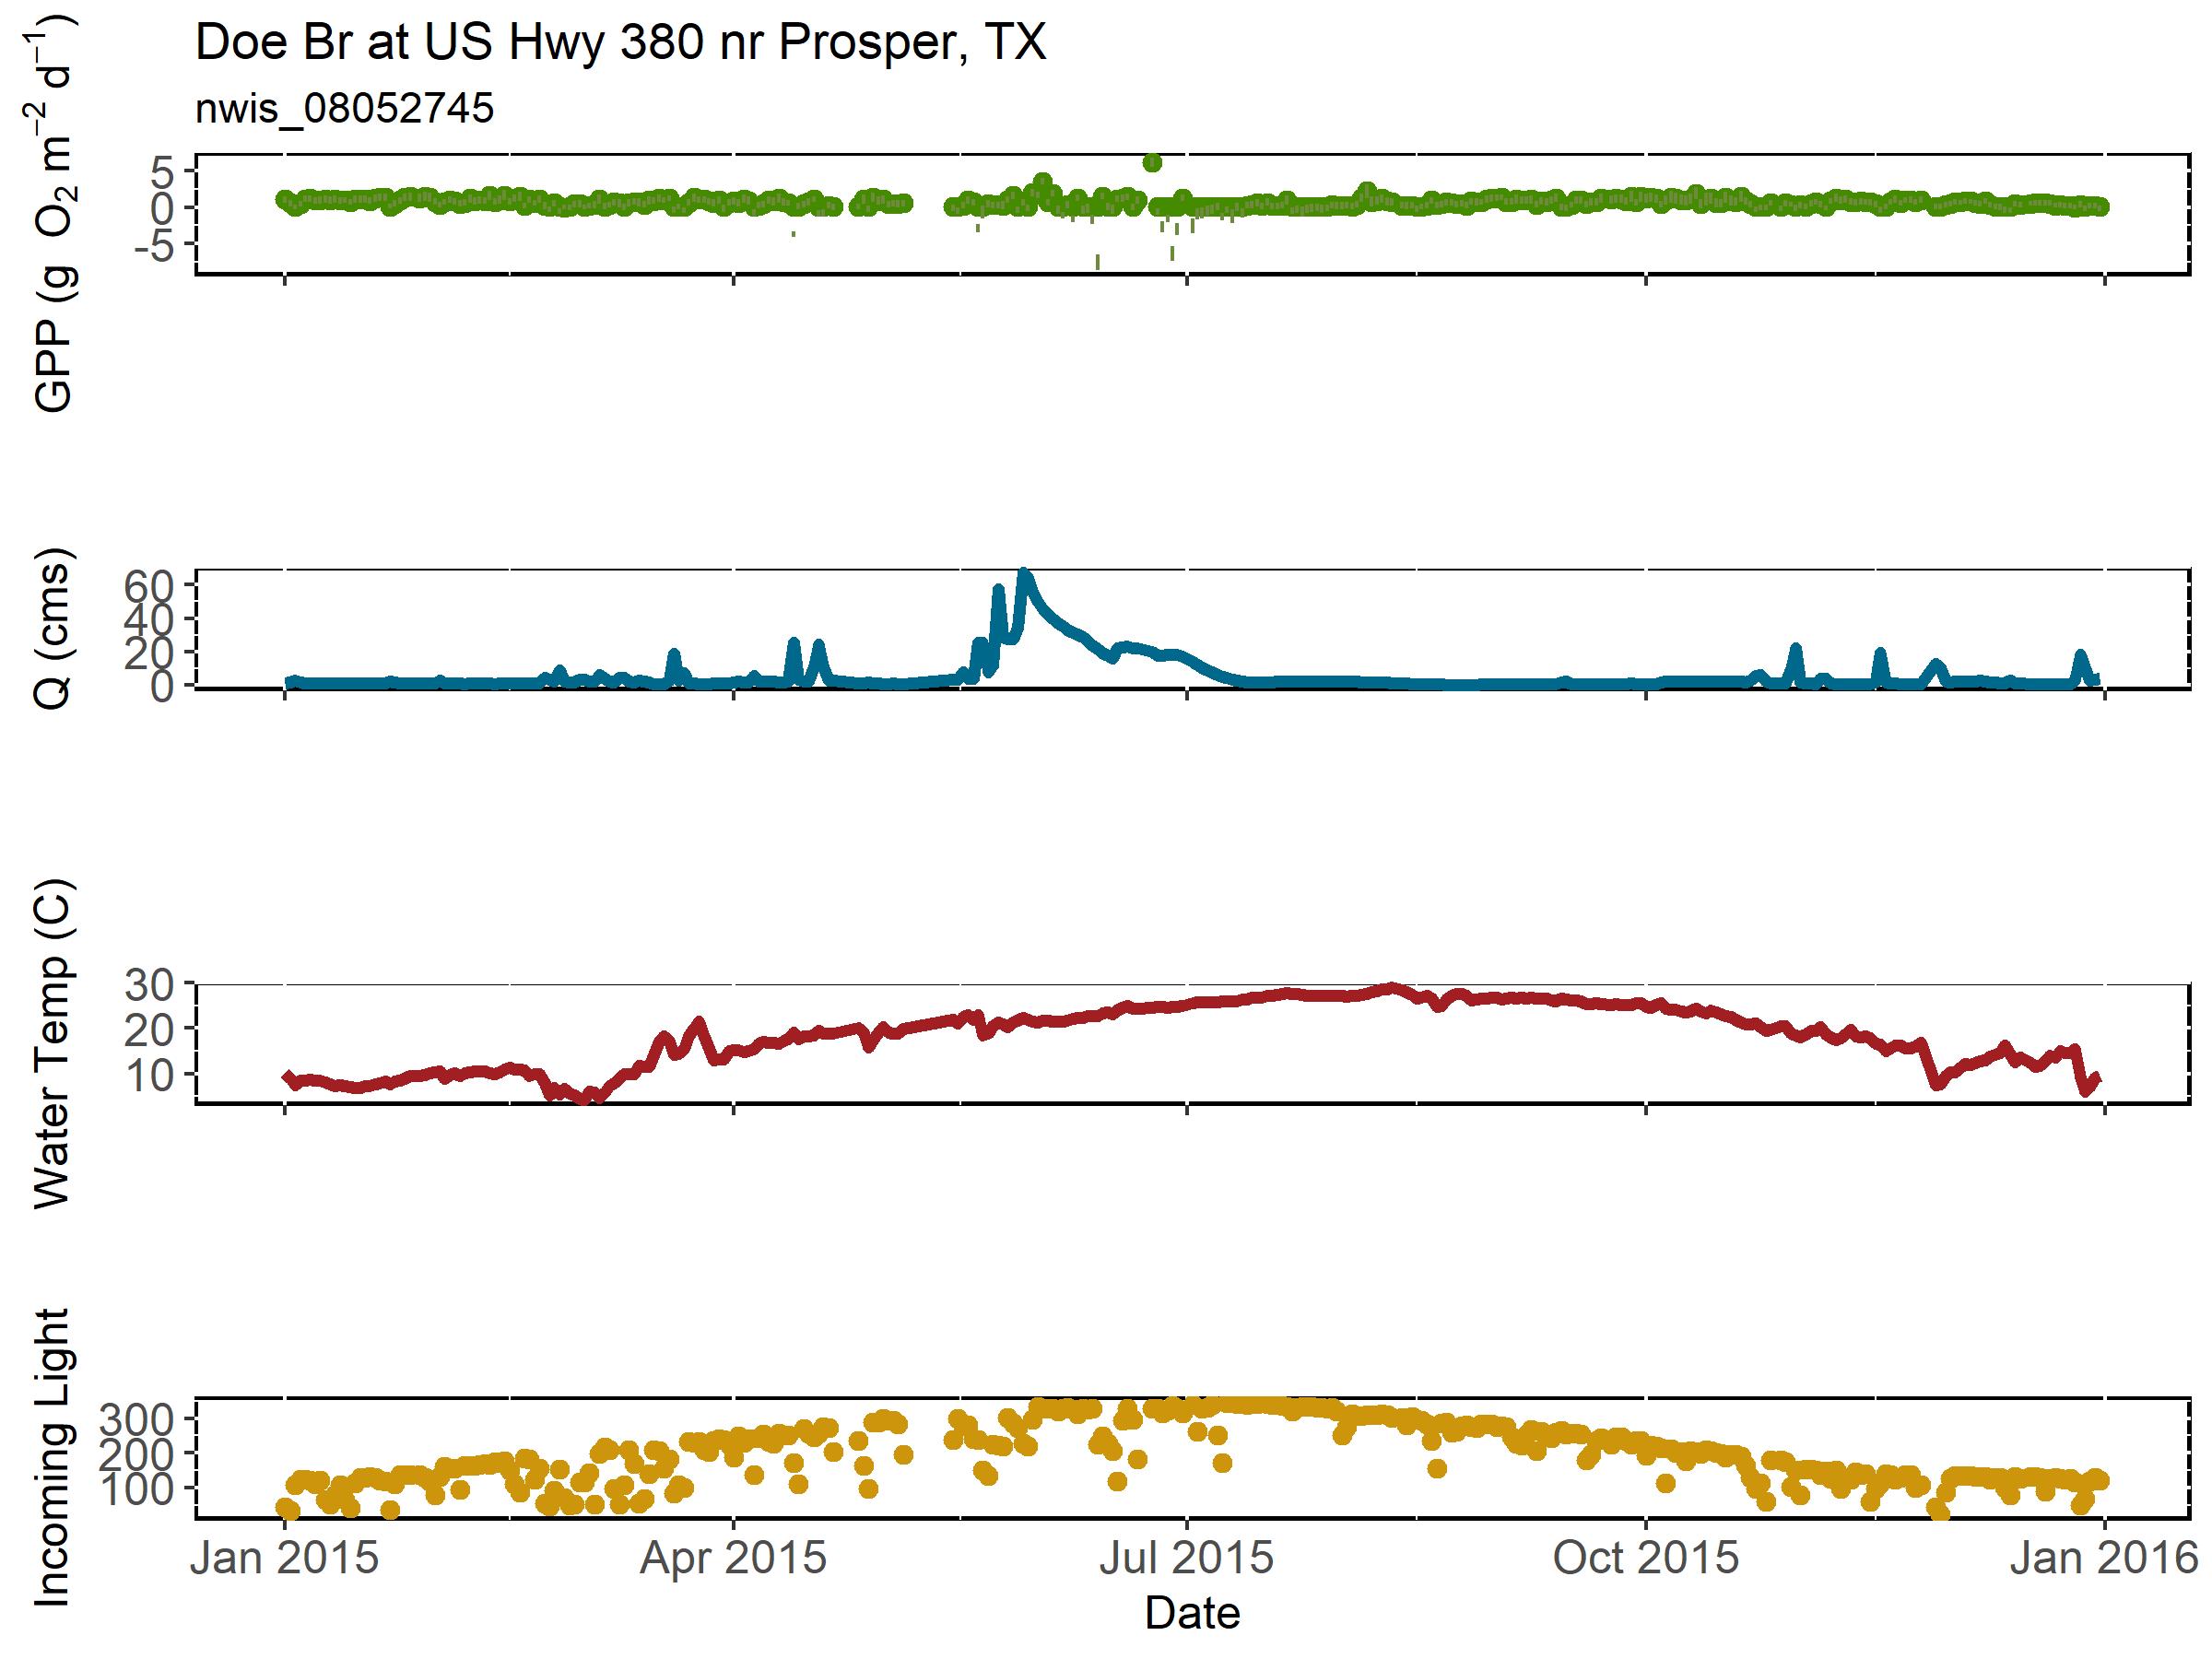 Doe Br at US Hwy 380 nr Prosper, TX
nwis_08052745
GPP (g O₂ m⁻² d⁻¹)
5
0
-5
Q (cms)
60
40
20
0
Water Temp (C)
30
20
10
Incoming Light
300
200
100
Jan 2015 Apr 2015 Jul 2015 Oct 2015 Jan 2016
Date